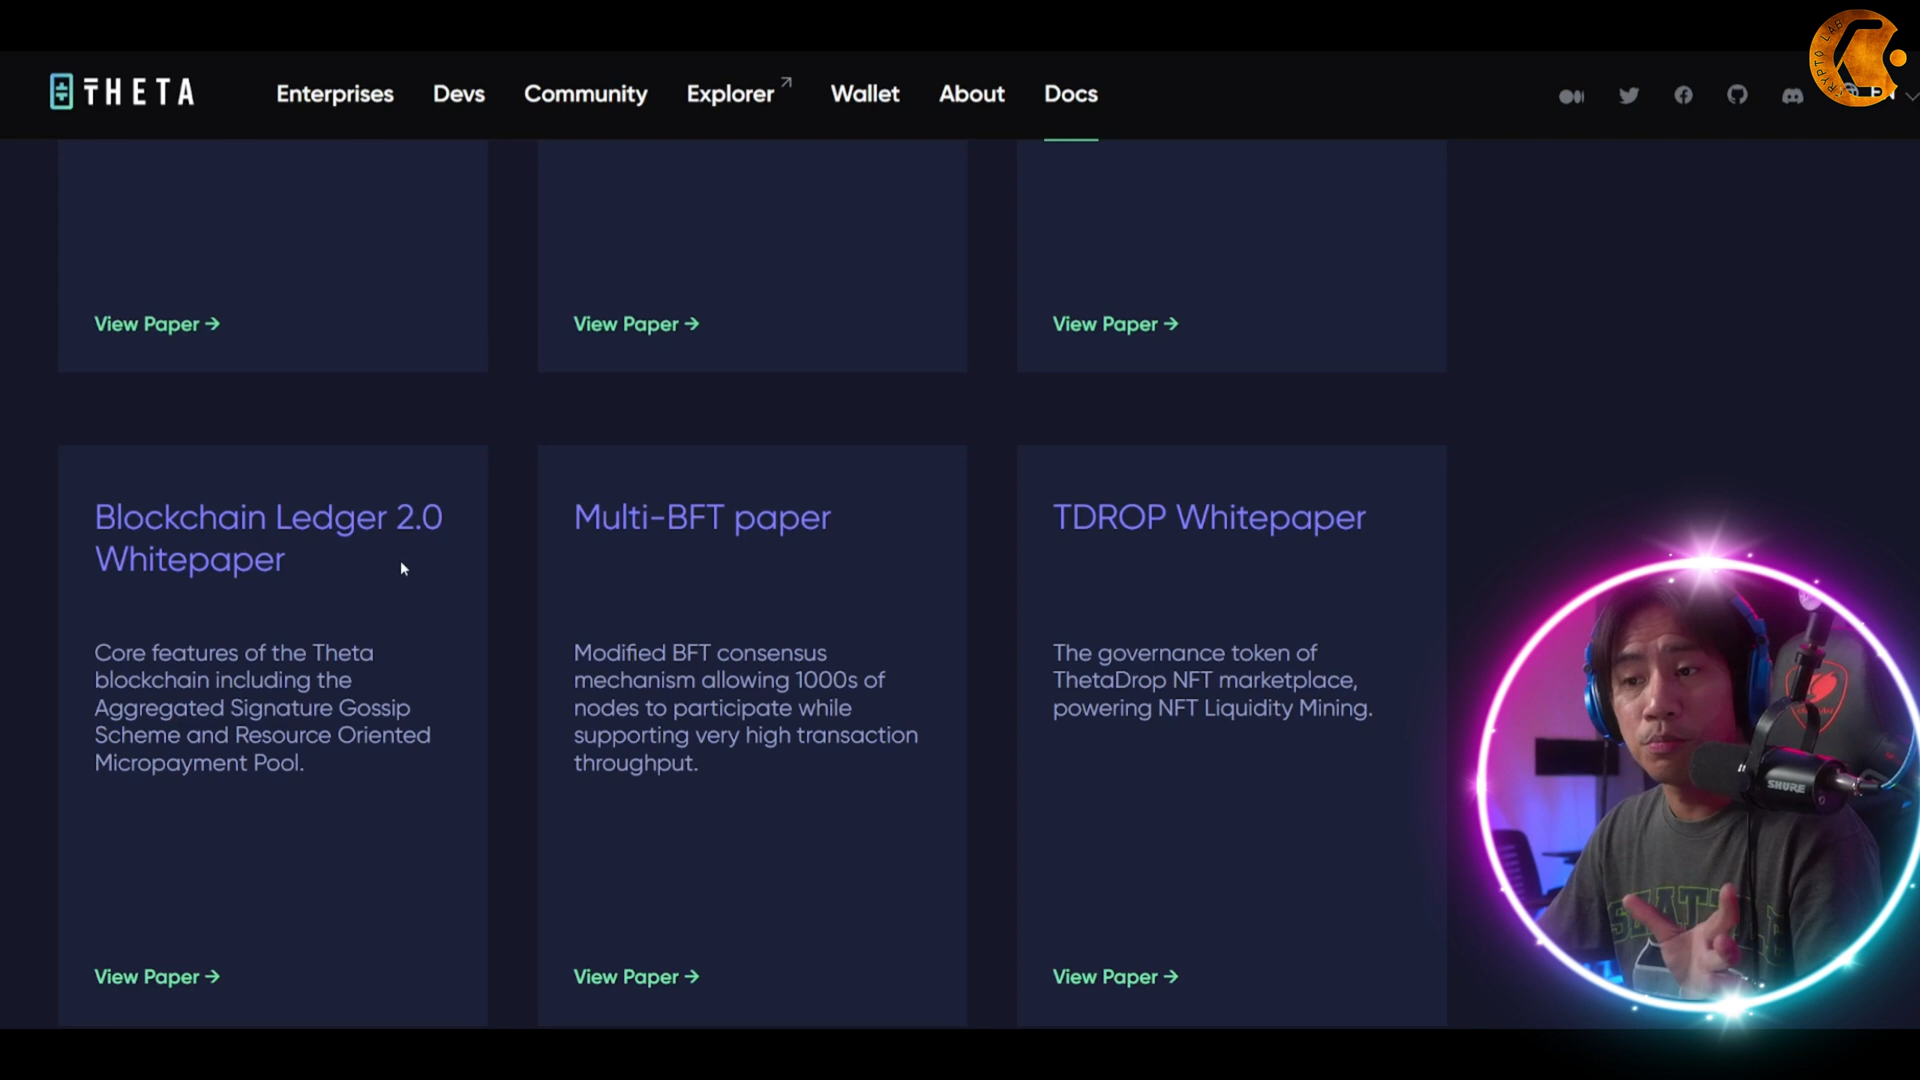 THETA
Enterprises
Devs
Community
Explorer
Wallet
About
Docs
CRYPTO LAB
View Paper →
View Paper →
View Paper →
Blockchain Ledger 2.0
Whitepaper
Core features of the Theta
blockchain including the
Aggregated Signature Gossip
Scheme and Resource Oriented
Micropayment Pool.
View Paper →
Multi-BFT paper
Modified BFT consensus
mechanism allowing 1000s of
nodes to participate while
supporting very high transaction
throughput.
View Paper →
TDROP Whitepaper
The governance token of
ThetaDrop NFT marketplace,
powering NFT Liquidity Mining.
View Paper →
SHURE